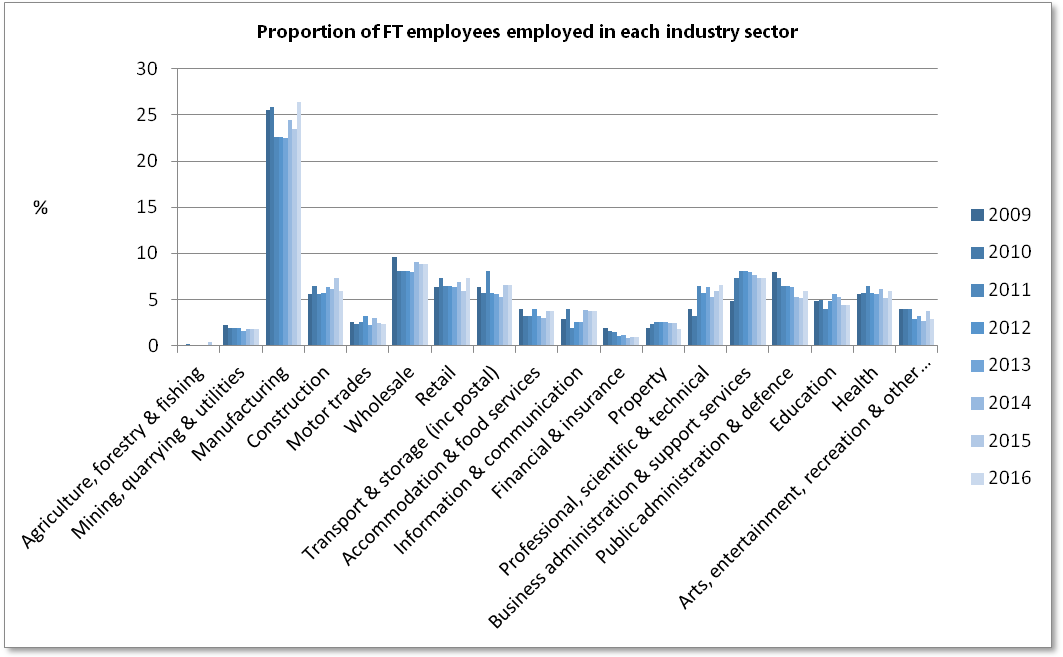 Proportion of FT employees employed in each industry sector
%
30
25
20
15
10
5
0
Agriculture, forestry & fishing
Mining, quarrying & utilities
Manufacturing
Construction
Motor trades
Wholesale
Retail
Transport & storage (inc postal)
Accommodation & food services
Information & communication
Financial & insurance
Property
Professional, scientific & technical
Business administration & support services
Public administration & defence
Education
Health
Arts, entertainment, recreation & other...
2009
2010
2011
2012
2013
2014
2015
2016